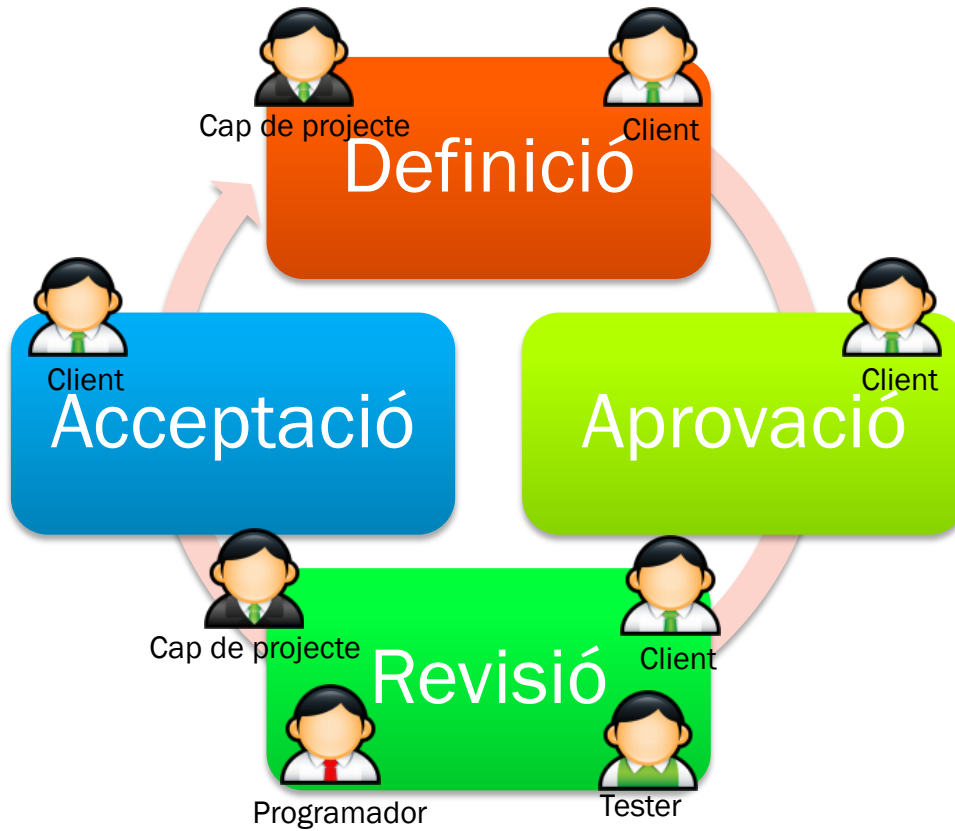 Cap de projecte
Client
Definició
Client
Acceptació
Client
Aprovació
Cap de projecte
Client
Revisió
Programador
Tester